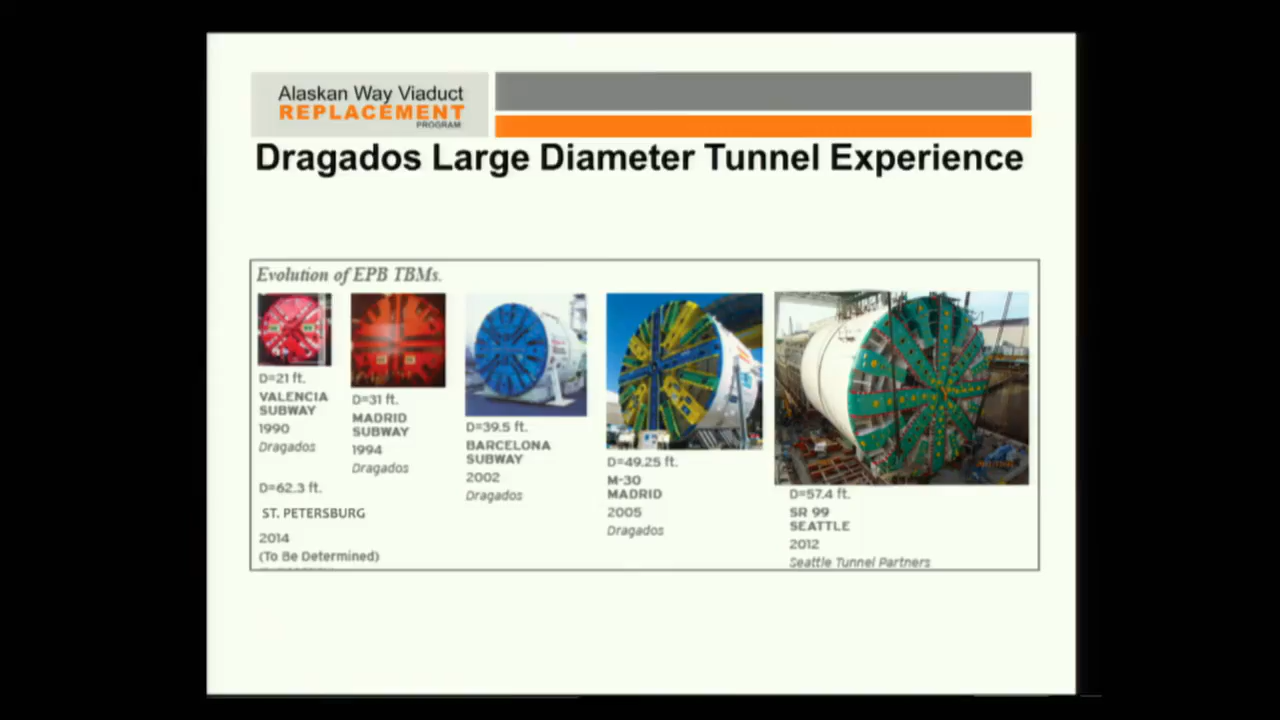 Alaskan Way Viaduct
REPLACEMENT
PROGRAM
Dragados Large Diameter Tunnel Experience
Evolution of EPB TBMs.
D=21 ft.
VALENCIA
SUBWAY
1990
Dragados
D=31 ft.
MADRID
SUBWAY
1994
Dragados
D=39.5 ft.
BARCELONA
SUBWAY
2002
Dragados
D=49.25 ft.
M-30
MADRID
2005
Dragados
D=57.4 ft.
SR 99
SEATTLE
2012
Seattle Tunnel Partners
D=62.3 ft.
ST. PETERSBURG
2014
(To Be Determined)